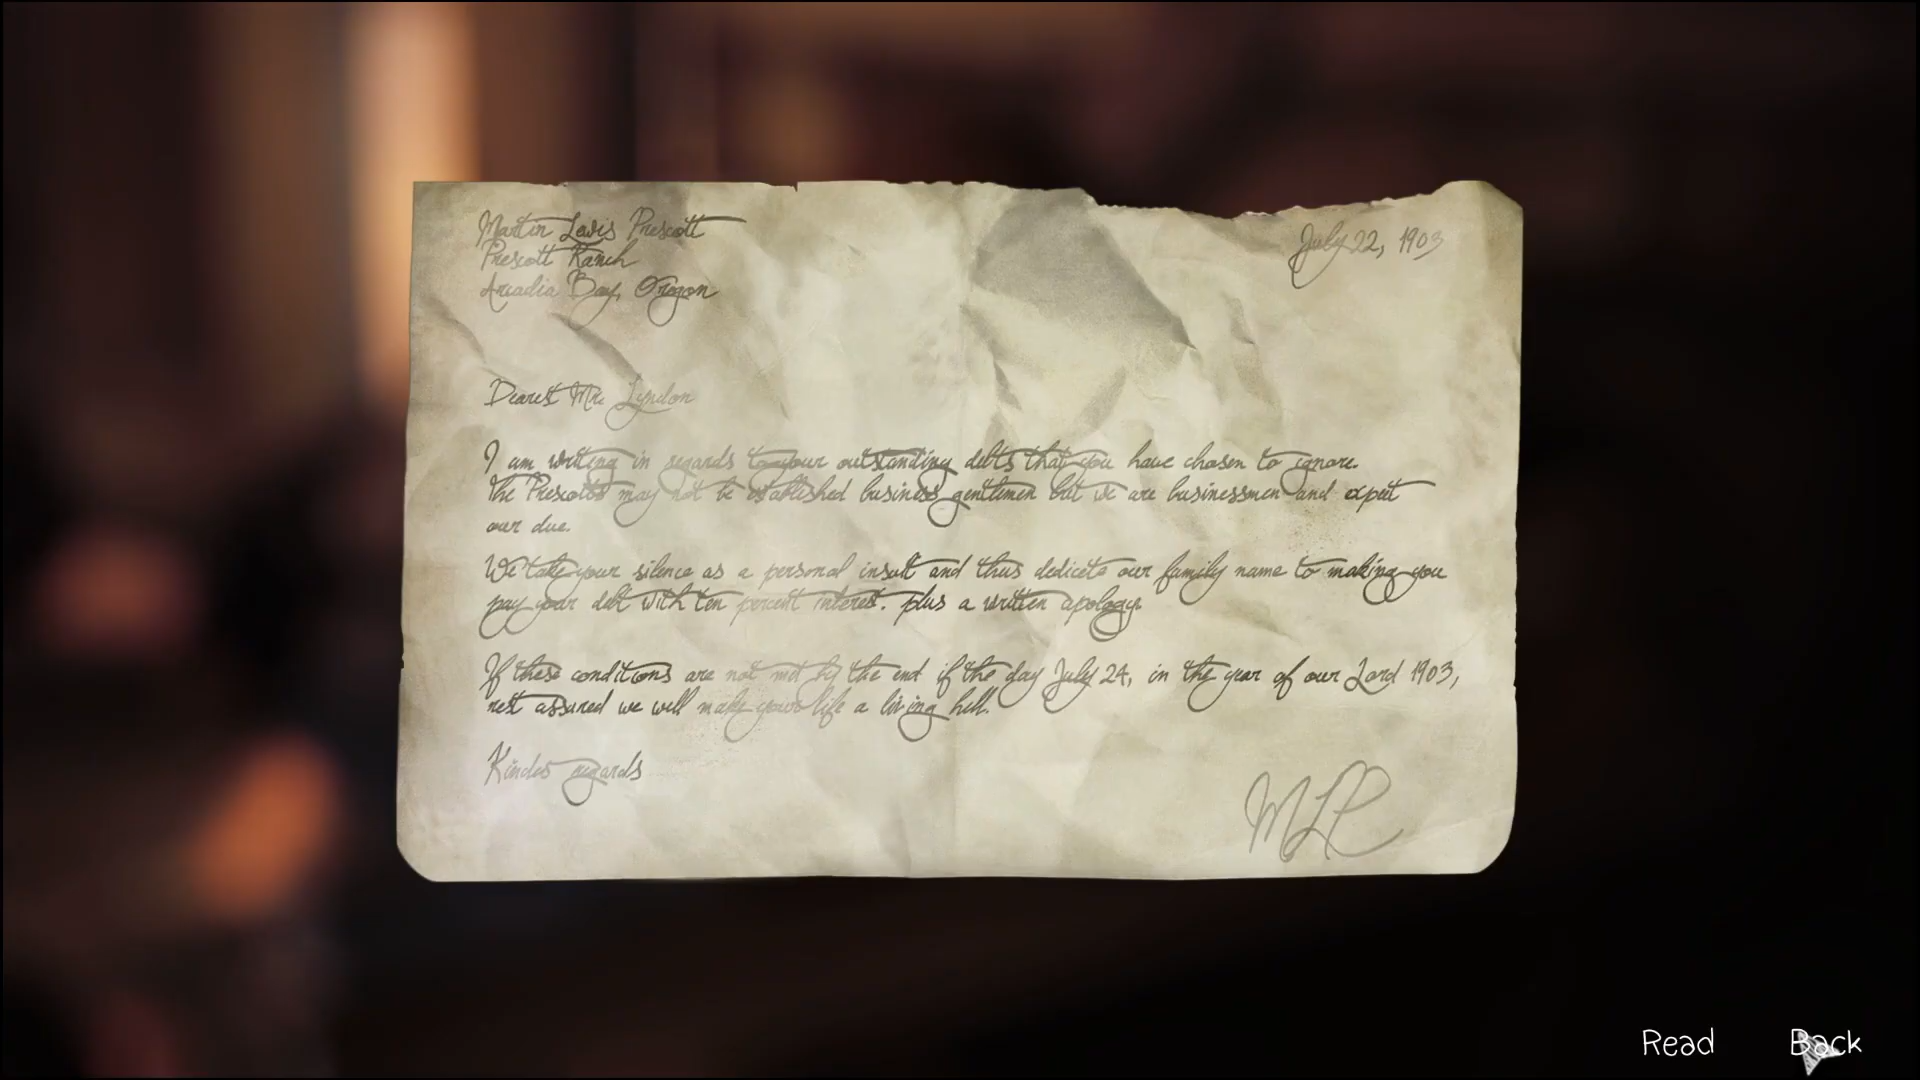 Martin Lewis Prescott
July 22, 1903
Prescott Ranch
Arcadia Bay, Oregon
Dearest Mr. Lyndon
I am writing in regards to your outstanding debts that you have chosen to ignore.
The Prescotts may not be established business gentlemen but we are businessmen and expect
our due.
We take your silence as a personal insult and thus dedicate our family name to making you
pay your debt with ten percent interest. plus a written apology.
If these conditions are not met by the end if the day July 24, in the year of our Lord 1903,
rest assured we will make your life a living hell.
Kindes regards
MLP
Read Back